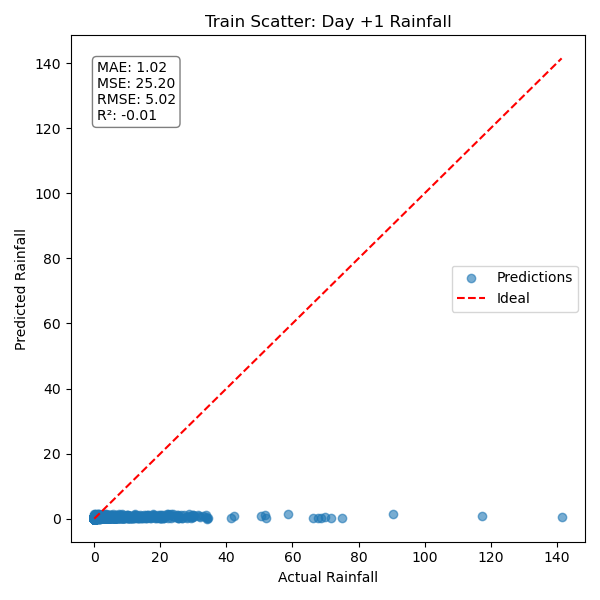 Train Scatter: Day +1 Rainfall
MAE: 1.02
MSE: 25.20
RMSE: 5.02
R²: -0.01
140
120
100
80
60
40
20
0
Predicted Rainfall
Predictions
Ideal
0 20 40 60 80 100 120 140
Actual Rainfall